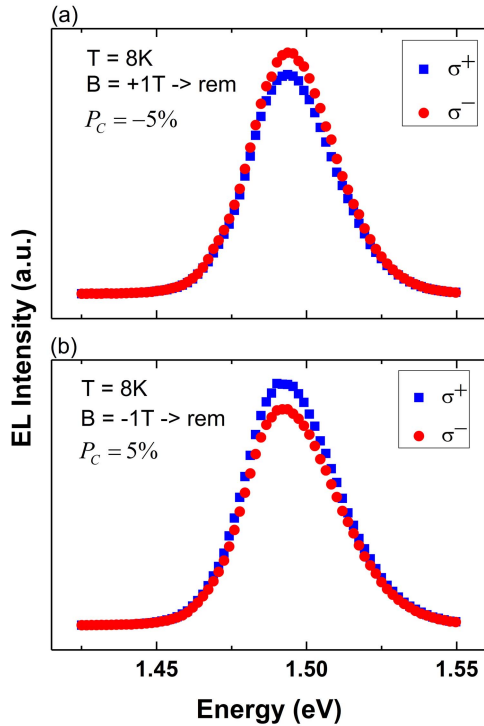 (a)
T = 8K
B = +1T -> rem
P_C = −5%
σ+
σ−
(b)
T = 8K
B = -1T -> rem
P_C = 5%
σ+
σ−
EL Intensity (a.u.)
1.45 1.50 1.55
Energy (eV)